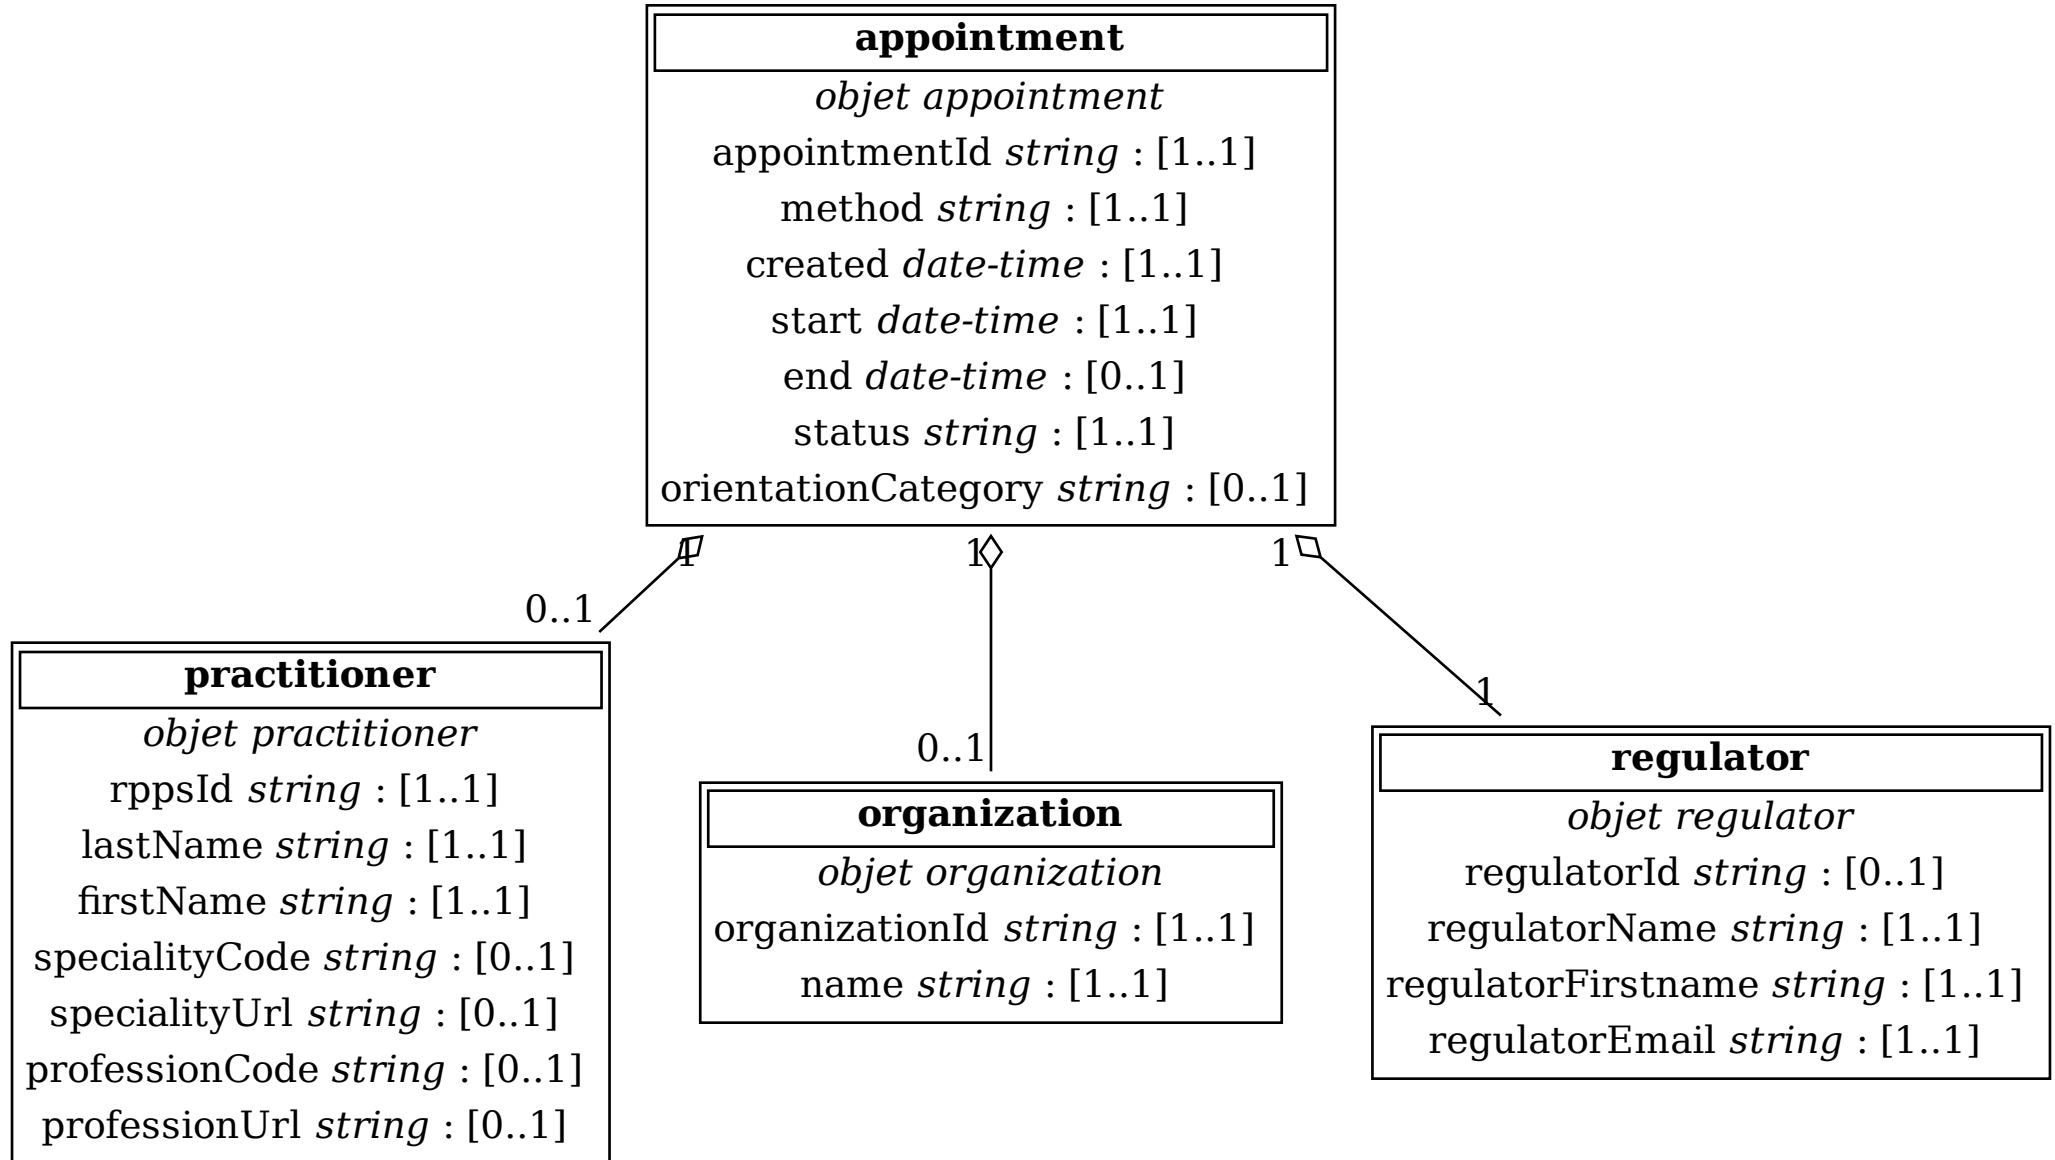 appointment
objet appointment
appointmentId string : [1..1]
method string : [1..1]
created date-time : [1..1]
start date-time : [1..1]
end date-time : [0..1]
status string : [1..1]
orientationCategory string : [0..1]
1
1
1
0..1
0..1
1
practitioner
objet practitioner
rppsId string : [1..1]
lastName string : [1..1]
firstName string : [1..1]
specialityCode string : [0..1]
specialityUrl string : [0..1]
professionCode string : [0..1]
professionUrl string : [0..1]
organization
objet organization
organizationId string : [1..1]
name string : [1..1]
regulator
objet regulator
regulatorId string : [0..1]
regulatorName string : [1..1]
regulatorFirstname string : [1..1]
regulatorEmail string : [1..1]